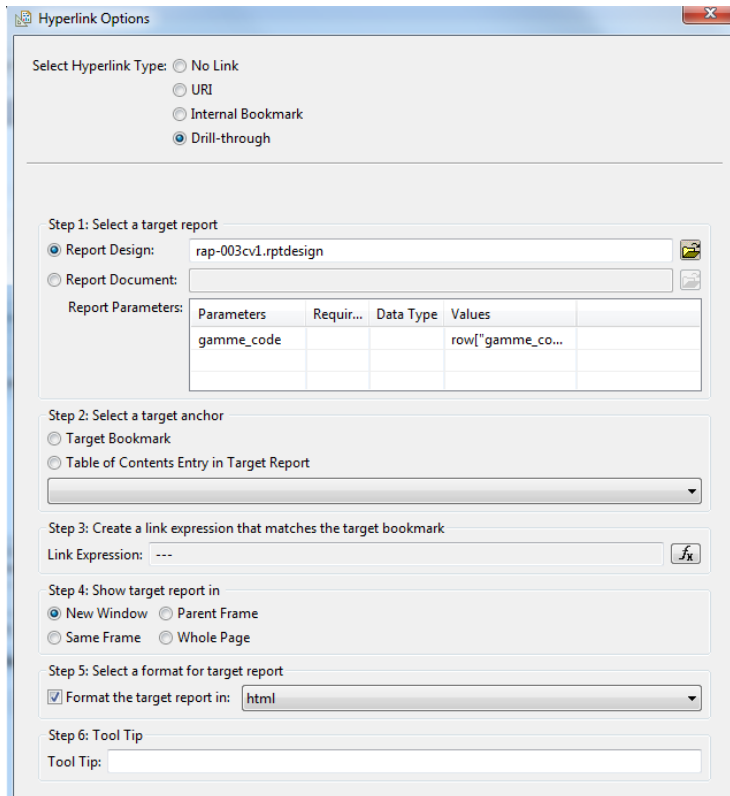 Hyperlink Options
Select Hyperlink Type: No Link
URI
Internal Bookmark
Drill-through
Step 1: Select a target report
Report Design: rap-003cv1.rptdesign
Report Document:
Report Parameters: Parameters Requir... Data Type Values
gamme_code row["gamme_co...
Step 2: Select a target anchor
Target Bookmark
Table of Contents Entry in Target Report
Step 3: Create a link expression that matches the target bookmark
Link Expression: --- fx
Step 4: Show target report in
New Window Parent Frame
Same Frame Whole Page
Step 5: Select a format for target report
Format the target report in: html
Step 6: Tool Tip
Tool Tip: